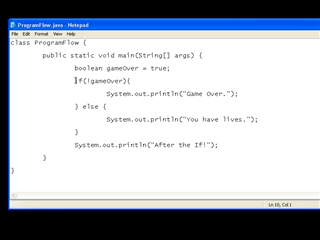 ProgramFlow.java - Notepad
File Edit Format View Help
class ProgramFlow {
public static void main(String[] args) {
boolean gameOver = true;
if(!gameOver){
System.out.println("Game Over.");
} else {
System.out.println("You have lives.");
}
System.out.println("After the If!");
}
}
Ln 10, Col 1